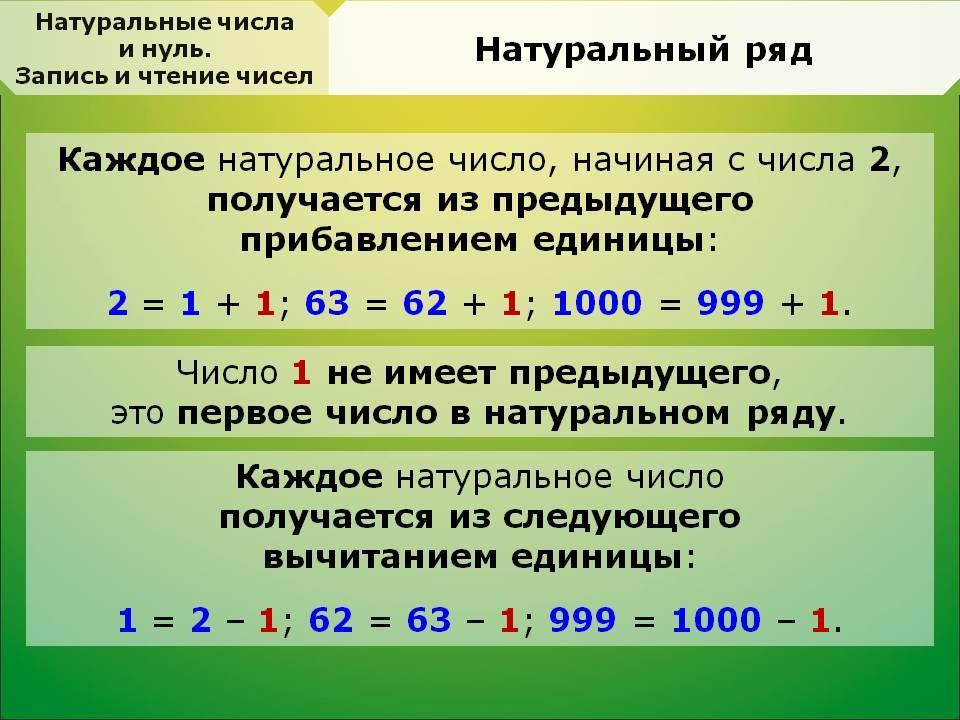 Натуральные числа
и нуль.
Запись и чтение чисел
Натуральный ряд
Каждое натуральное число, начиная с числа 2,
получается из предыдущего
прибавлением единицы:
2 = 1 + 1; 63 = 62 + 1; 1000 = 999 + 1.
Число 1 не имеет предыдущего,
это первое число в натуральном ряду.
Каждое натуральное число
получается из следующего
вычитанием единицы:
1 = 2 – 1; 62 = 63 – 1; 999 = 1000 – 1.